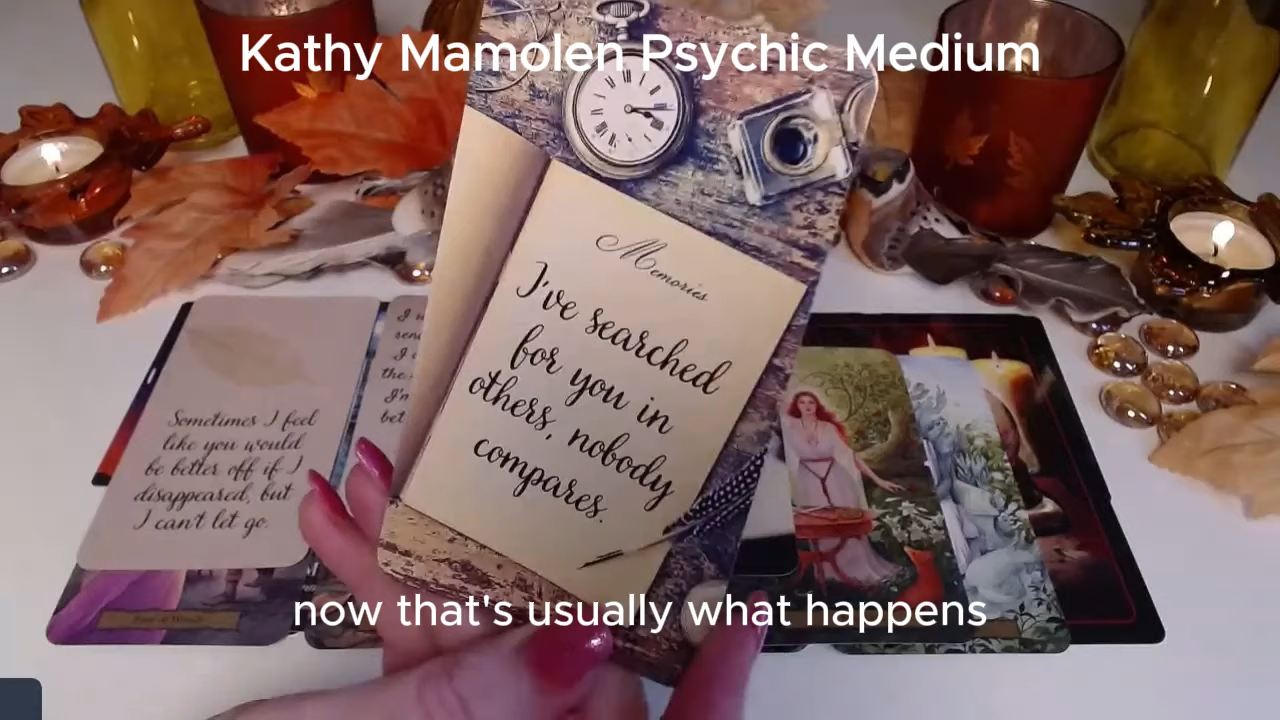 Kathy Mamolen Psychic Medium
Memories
I've searched
for you in
others, nobody
compares.
Sometimes I feel
like you would
be better off if I
disappeared, but
I can't let go.
now that's usually what happens